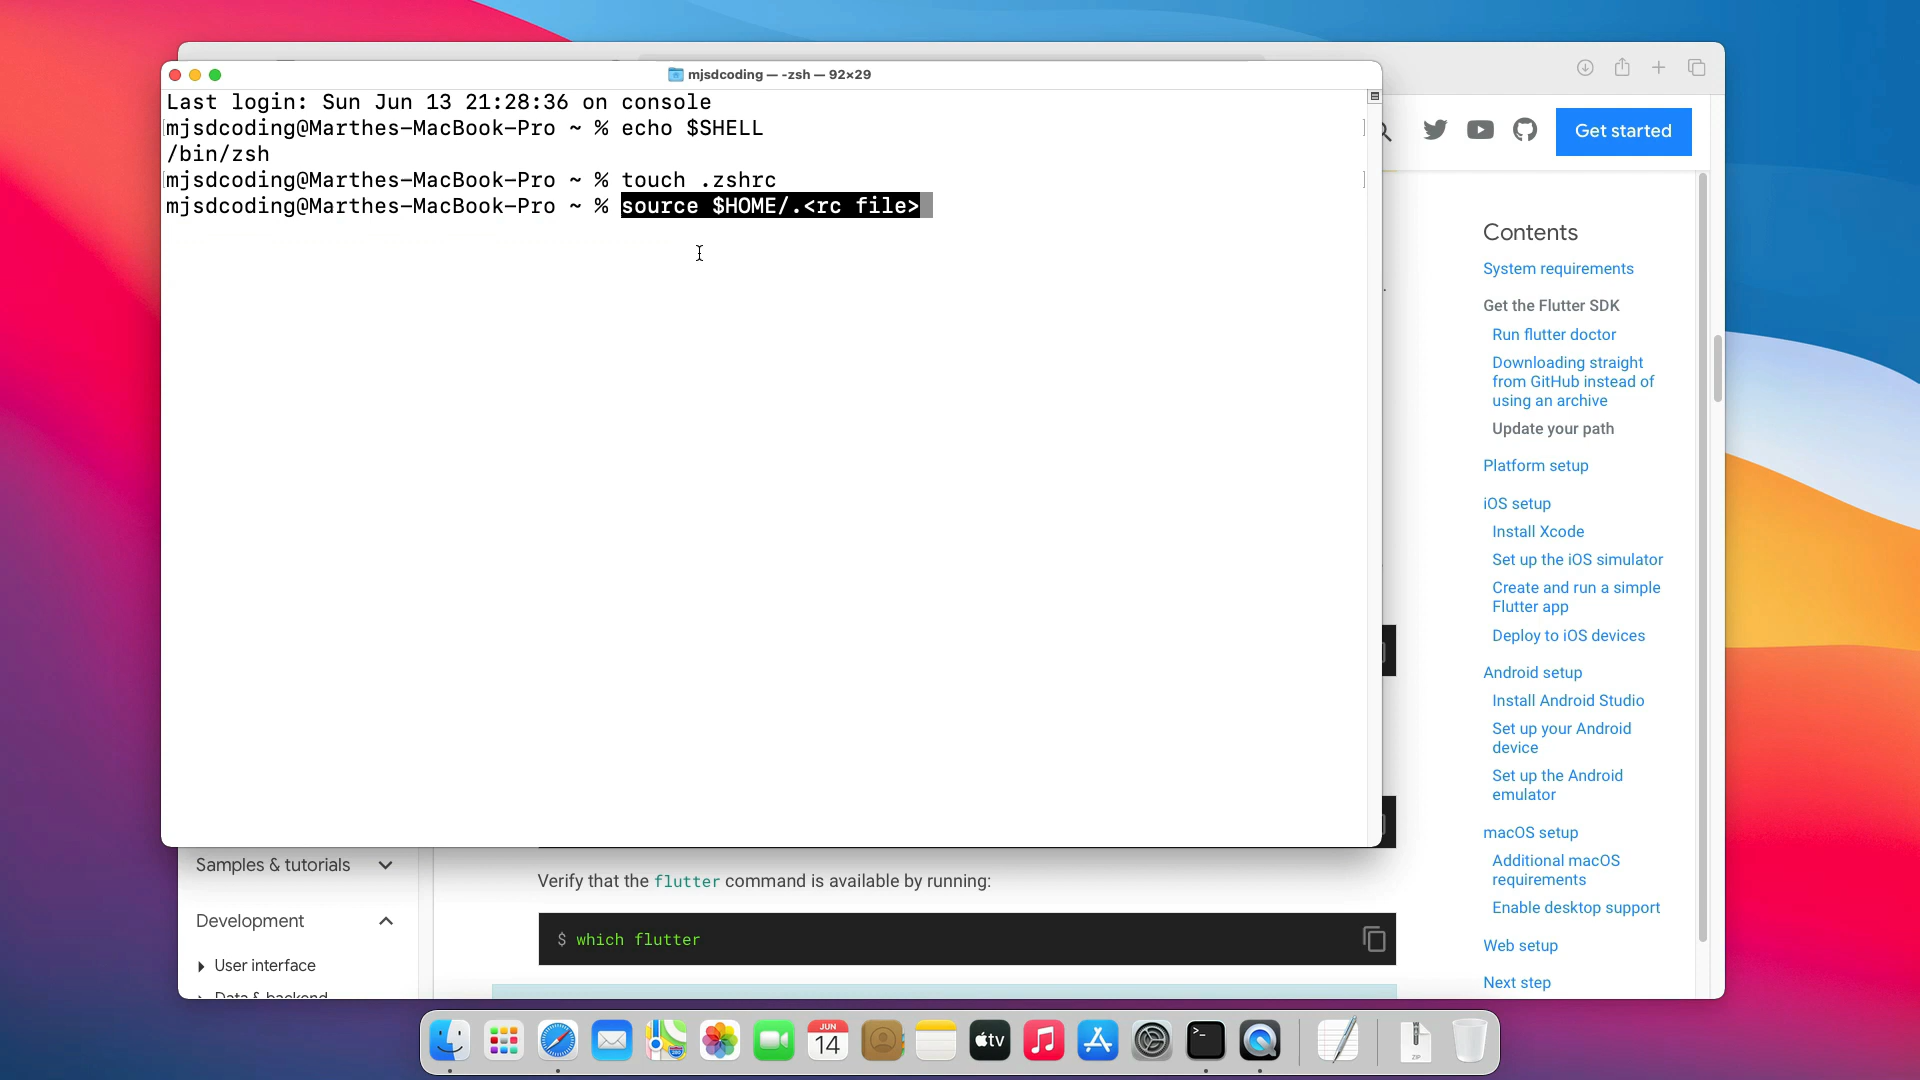 mjsdcoding — -zsh — 92×29
Last login: Sun Jun 13 21:28:36 on console
mjsdcoding@Marthes-MacBook-Pro ~ % echo $SHELL
/bin/zsh
mjsdcoding@Marthes-MacBook-Pro ~ % touch .zshrc
mjsdcoding@Marthes-MacBook-Pro ~ % source $HOME/.<rc file>
Get started
Contents
System requirements
Get the Flutter SDK
Run flutter doctor
Downloading straight
from GitHub instead of
using an archive
Update your path
Platform setup
iOS setup
Install Xcode
Set up the iOS simulator
Create and run a simple
Flutter app
Deploy to iOS devices
Android setup
Install Android Studio
Set up your Android
device
Set up the Android
emulator
macOS setup
Additional macOS
requirements
Enable desktop support
Web setup
Next step
Samples & tutorials
Development
User interface
Data & backend
Verify that the flutter command is available by running:
$ which flutter
JUN
14
tv
ZIP